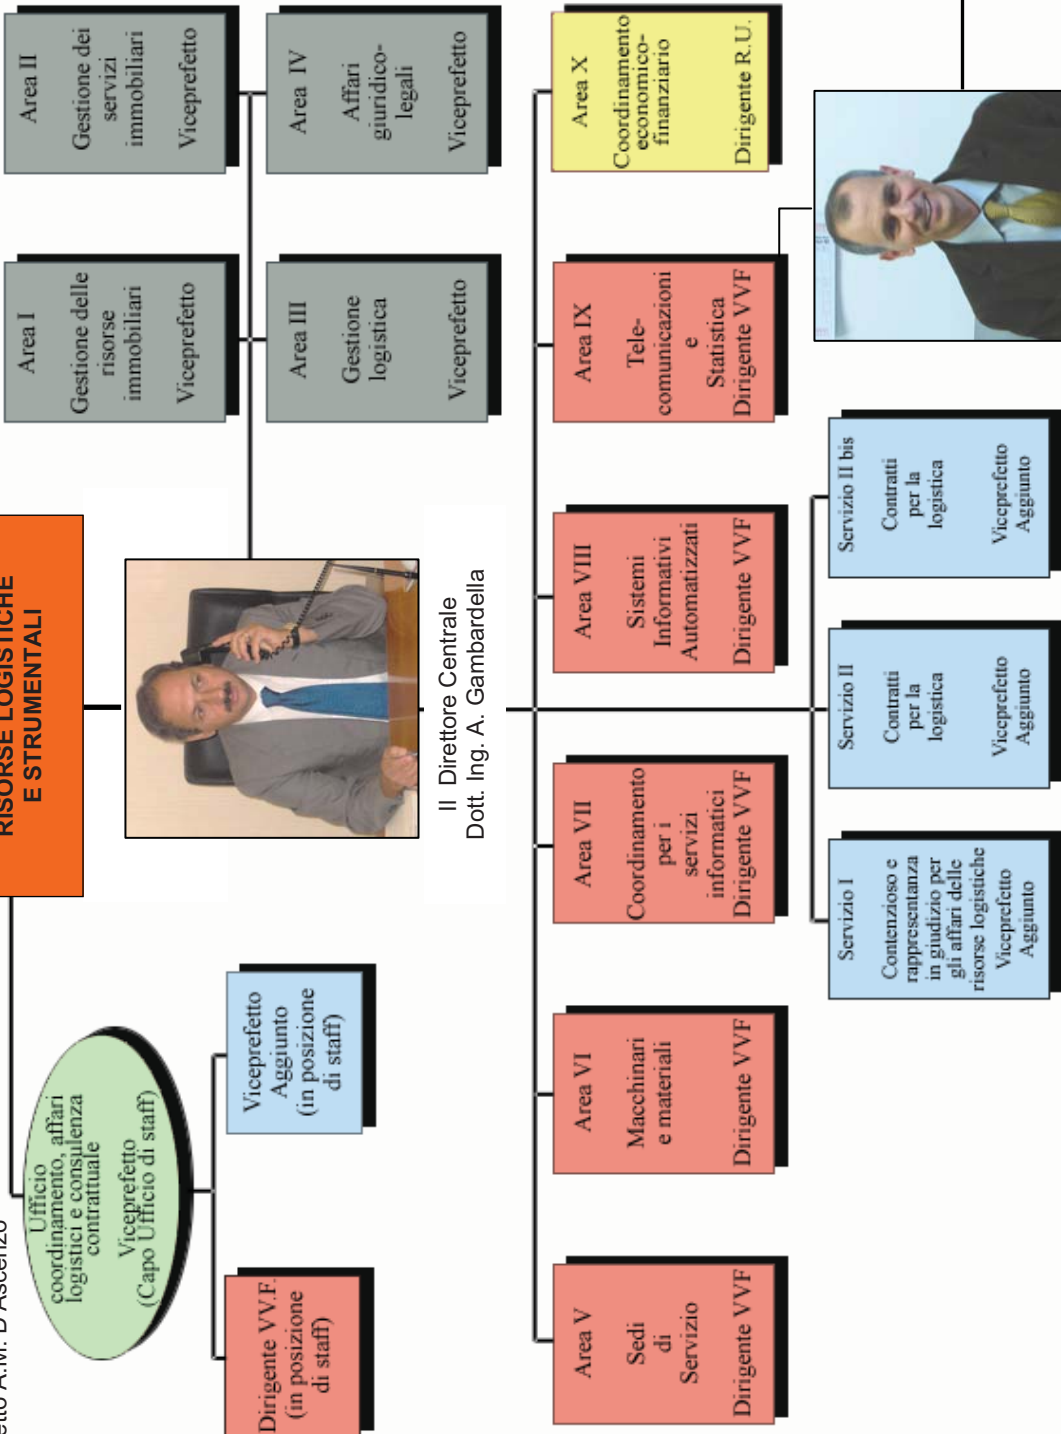 A.M. D'Ascenzo
RISORSE LOGISTICHE
E STRUMENTALI
Ufficio
coordinamento, affari
logistici e consulenza
contrattuale
Viceprefetto
(Capo Ufficio di staff)
Dirigente VV.F.
(in posizione
di staff)
Viceprefetto
Aggiunto
(in posizione
di staff)
Il Direttore Centrale
Dott. Ing. A. Gambardella
Area I
Gestione delle
risorse
immobiliari
Viceprefetto
Area II
Gestione dei
servizi
immobiliari
Viceprefetto
Area III
Gestione
logistica
Viceprefetto
Area IV
Affari
giuridico-
legali
Viceprefetto
Area V
Sedi
di
Servizio
Dirigente VVF
Area VI
Macchinari
e materiali
Dirigente VVF
Area VII
Coordinamento
per i
servizi
informatici
Dirigente VVF
Area VIII
Sistemi
Informativi
Automatizzati
Dirigente VVF
Area IX
Tele-
comunicazioni
e
Statistica
Dirigente VVF
Area X
Coordinamento
economico-
finanziario
Dirigente R.U.
Servizio I
Contenzioso e
rappresentanza
in giudizio per
gli affari delle
risorse logistiche
Viceprefetto
Aggiunto
Servizio II
Contratti
per la
logistica
Viceprefetto
Aggiunto
Servizio II bis
Contratti
per la
logistica
Viceprefetto
Aggiunto